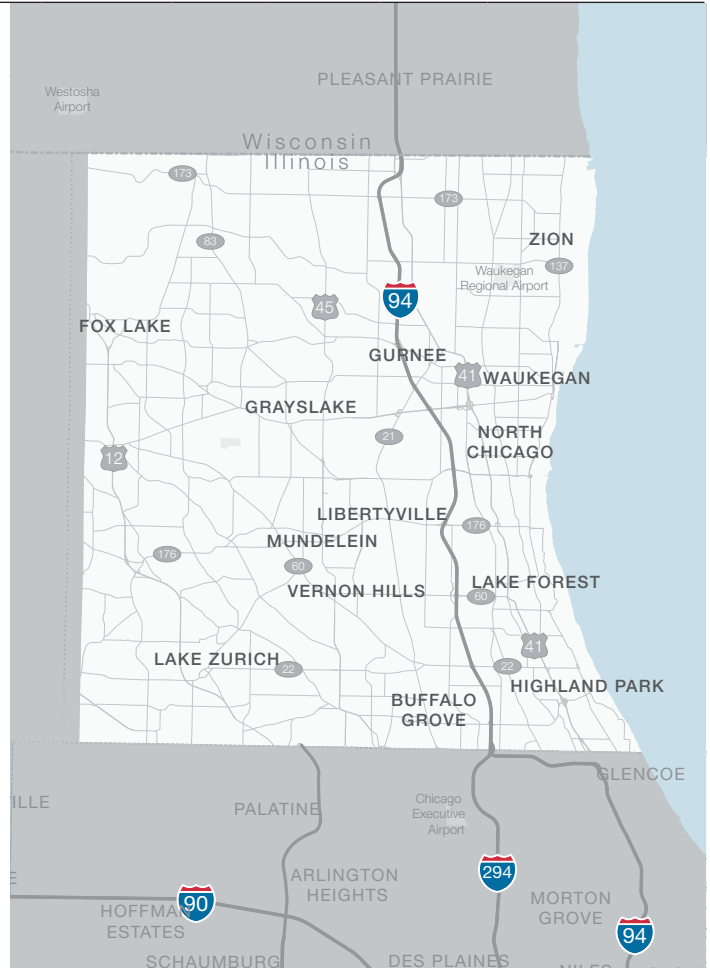 PLEASANT PRAIRIE
Westosha
Airport
Wisconsin
Illinois
173
173
83
ZION
137
Waukegan
Regional Airport
45
94
FOX LAKE
GURNEE
41
WAUKEGAN
GRAYSLAKE
21
NORTH
CHICAGO
12
LIBERTYVILLE
176
MUNDELEIN
176
60
LAKE FOREST
VERNON HILLS
60
41
LAKE ZURICH
22
22
HIGHLAND PARK
BUFFALO
GROVE
GLENCOE
ILLE
PALATINE
Chicago
Executive
Airport
294
E
ARLINGTON
HEIGHTS
90
HOFFMAN
ESTATES
MORTON
GROVE
94
SCHAUMBURG
DES PLAINES
NILES